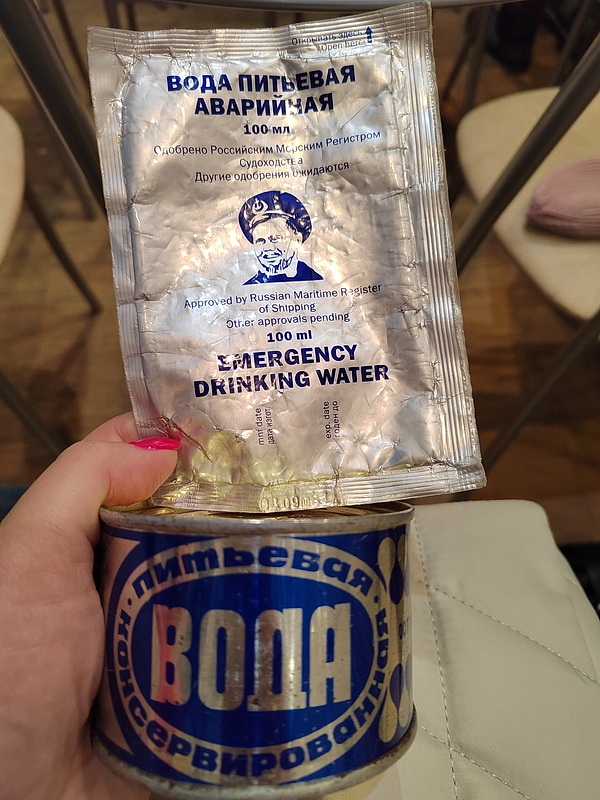 Открывать здесь
Open here
ВОДА ПИТЬЕВАЯ
АВАРИЙНАЯ
100 мл
Одобрено Российским Морским Регистром
Судоходства
Другие одобрения ожидаются
Approved by Russian Maritime Register
of Shipping
Other approvals pending
100 ml
EMERGENCY
DRINKING WATER
mnf date
дата изгот.
exp. date
годен до
питьевая
ВОДА
консервированная